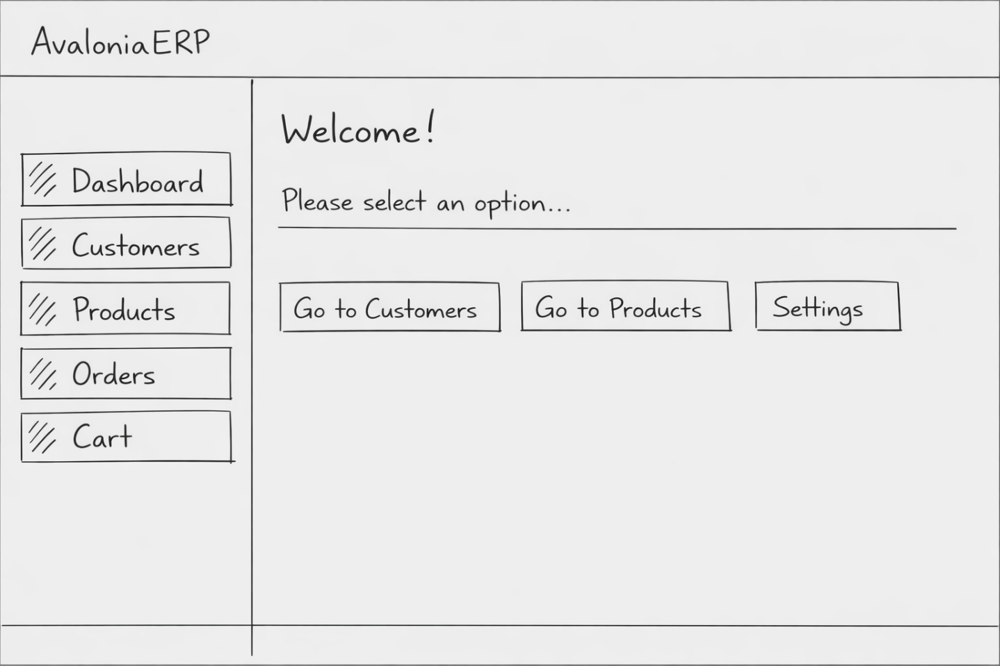 AvaloniaERP
Dashboard
Customers
Products
Orders
Cart
Welcome!
Please select an option...
Go to Customers
Go to Products
Settings